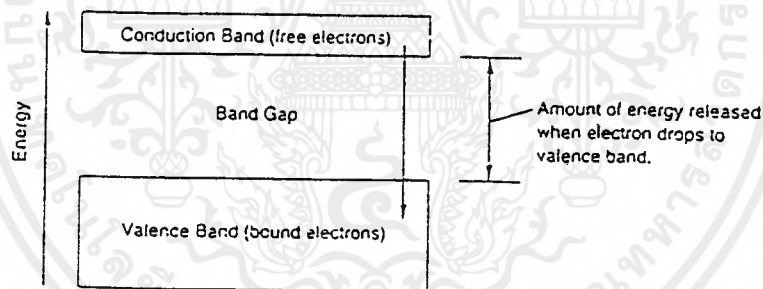 Conduction Band (free electrons)
Energy
Band Gap
Amount of energy released
when electron drops to
valence band.
Valence Band (bound electrons)